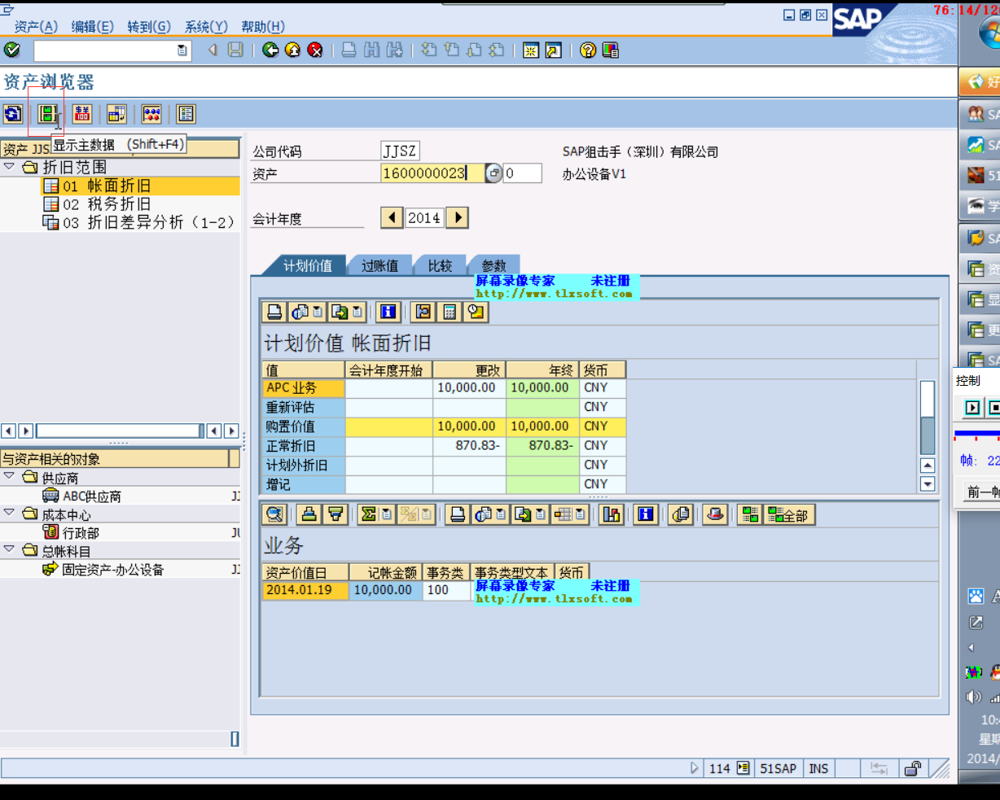 76:14/12
资产(A) 编辑(E) 转到(G) 系统(Y) 帮助(H)
SAP
资产浏览器
显示主数据 (Shift+F4)
资产 JJS
折旧范围
01 帐面折旧
02 税务折旧
03 折旧差异分析（1-2）
公司代码 JJSZ SAP狙击手（深圳）有限公司
资产 1600000023 0 办公设备V1
会计年度 2014
计划价值 过账值 比较 参数
屏幕录像专家 未注册
http://www.tlxsoft.com
计划价值 帐面折旧
值 会计年度开始 更改 年终 货币
APC 业务 10,000.00 10,000.00 CNY
重新评估 CNY
购置价值 10,000.00 10,000.00 CNY
正常折旧 870.83- 870.83- CNY
计划外折旧 CNY
增记 CNY
与资产相关的对象
供应商
ABC供应商 JJ
成本中心
行政部
总帐科目
固定资产-办公设备 JJ
全部
业务
资产价值日 记帐金额 事务类 事务类型文本 货币
2014.01.19 10,000.00 100
屏幕录像专家 未注册
http://www.tlxsoft.com
114 51SAP INS
好
SA
SA
51
学
SA
资
显
更
SA
控制
帧: 22
前一帧
A
10:4
星期
2014/